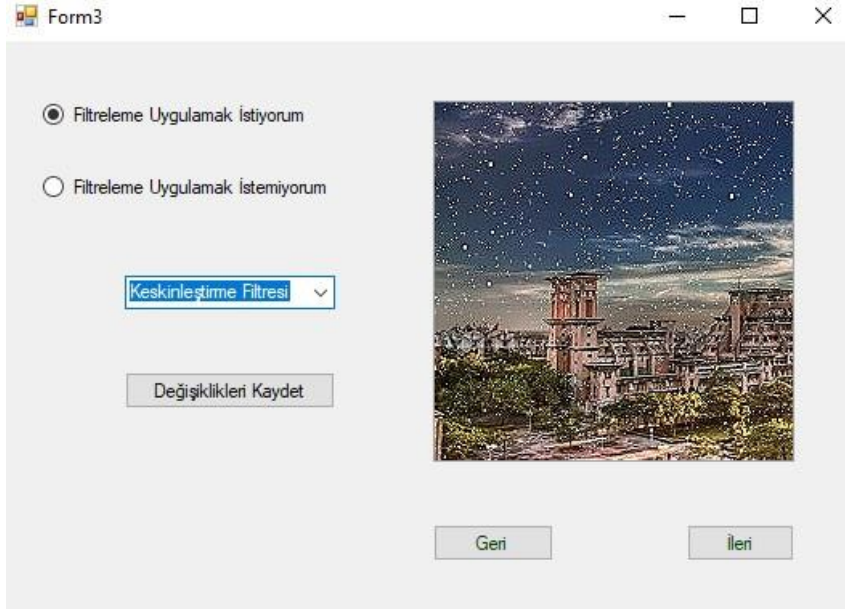 Form3
Filtreleme Uygulamak İstiyorum
Filtreleme Uygulamak İstemiyorum
Keskinleştirme Filtresi
Değişiklikleri Kaydet
Geri
İleri